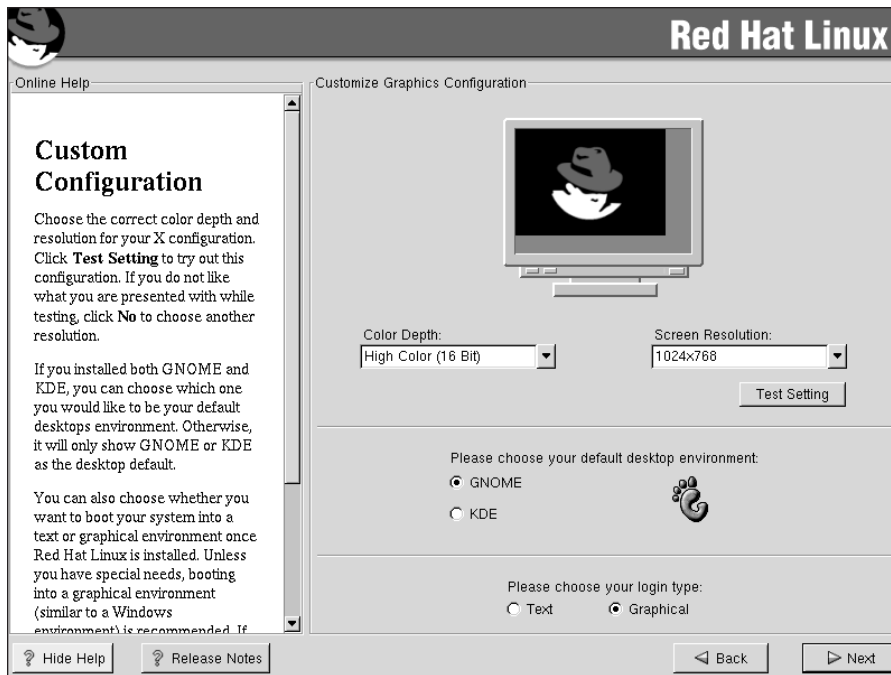 Red Hat Linux
Online Help
Custom
Configuration
Choose the correct color depth and
resolution for your X configuration.
Click Test Setting to try out this
configuration. If you do not like
what you are presented with while
testing, click No to choose another
resolution.
If you installed both GNOME and
KDE, you can choose which one
you would like to be your default
desktops environment. Otherwise,
it will only show GNOME or KDE
as the desktop default.
You can also choose whether you
want to boot your system into a
text or graphical environment once
Red Hat Linux is installed. Unless
you have special needs, booting
into a graphical environment
(similar to a Windows
environment) is recommended. If
Customize Graphics Configuration
Color Depth:
High Color (16 Bit)
Screen Resolution:
1024x768
Test Setting
Please choose your default desktop environment:
GNOME
KDE
Please choose your login type:
Text
Graphical
Hide Help
Release Notes
Back
Next